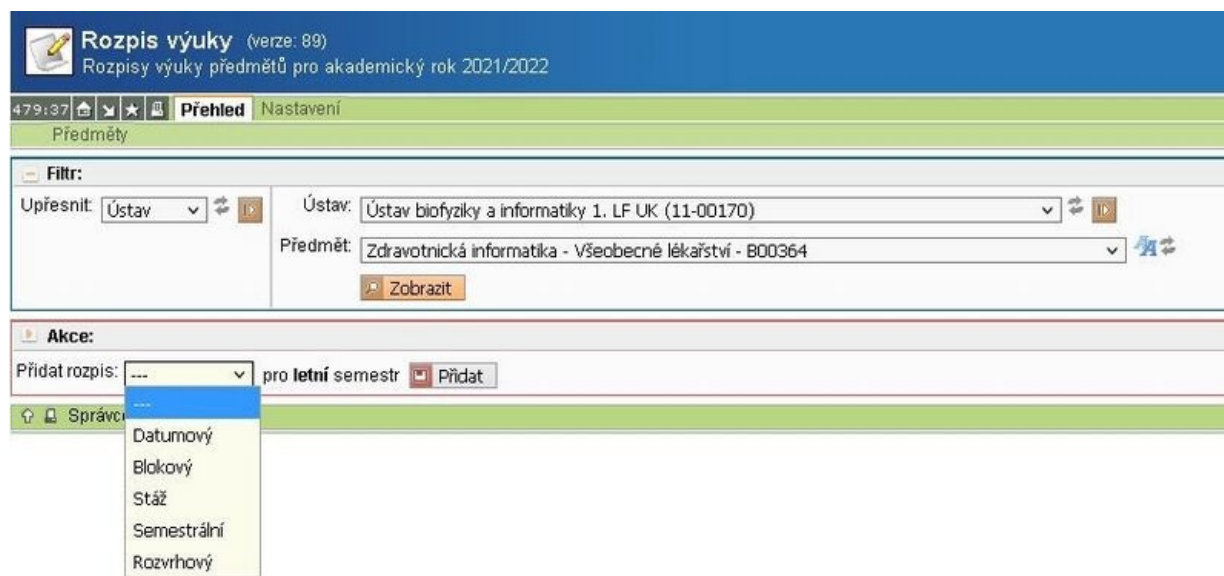 Rozpis výuky (verze: 89)
Rozpisy výuky předmětů pro akademický rok 2021/2022
479:37 Přehled Nastavení
Předměty
Filtr:
Upřesnit: Ústav Ústav: Ústav biofyziky a informatiky 1. LF UK (11-00170)
Předmět: Zdravotnická informatika - Všeobecné lékařství - B00364
Zobrazit
Akce:
Přidat rozpis: --- pro letní semestr Přidat
---
Správc
Datumový
Blokový
Stáž
Semestrální
Rozvrhový